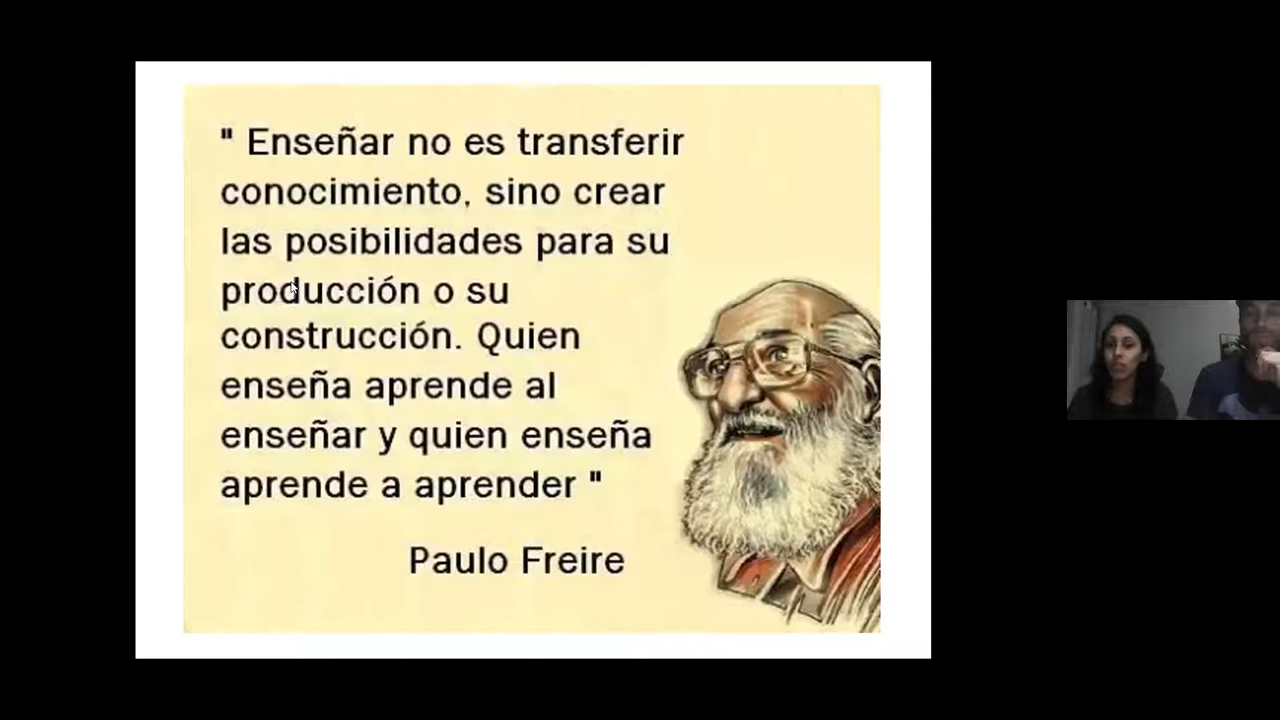 " Enseñar no es transferir
conocimiento, sino crear
las posibilidades para su
producción o su
construcción. Quien
enseña aprende al
enseñar y quien enseña
aprende a aprender "
Paulo Freire